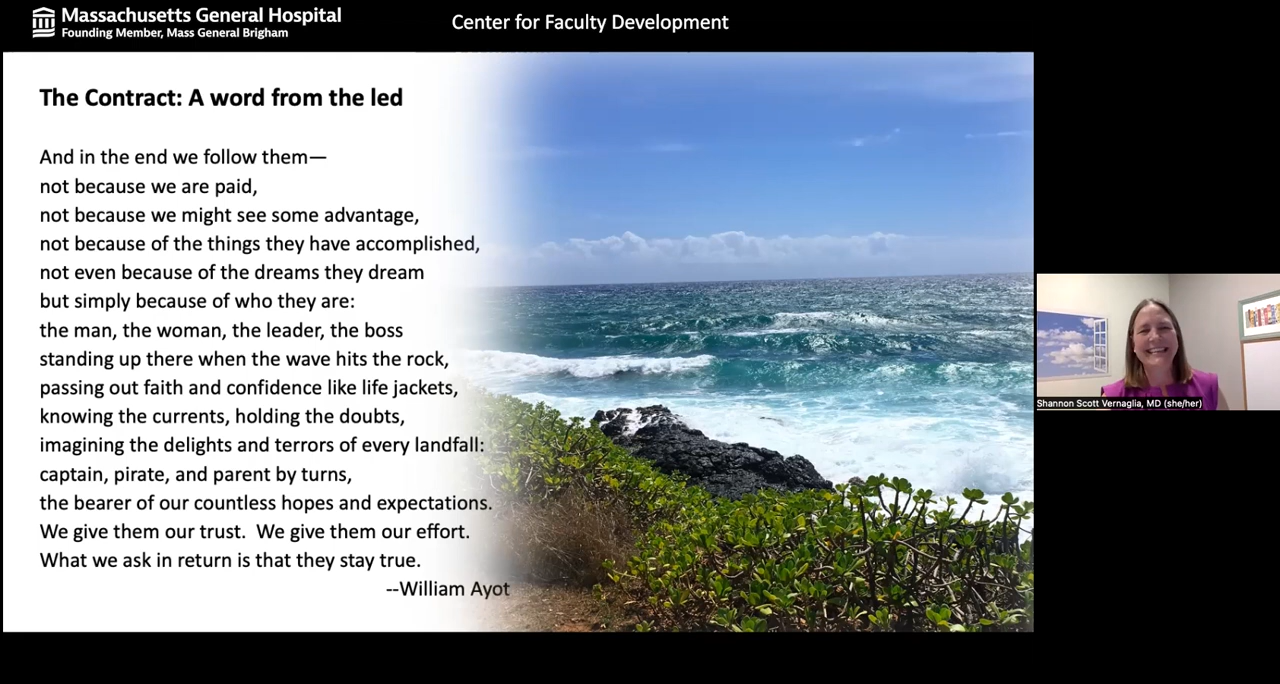 Massachusetts General Hospital
Founding Member, Mass General Brigham
Center for Faculty Development
The Contract: A word from the led
And in the end we follow them—
not because we are paid,
not because we might see some advantage,
not because of the things they have accomplished,
not even because of the dreams they dream
but simply because of who they are:
the man, the woman, the leader, the boss
standing up there when the wave hits the rock,
passing out faith and confidence like life jackets,
knowing the currents, holding the doubts,
imagining the delights and terrors of every landfall:
captain, pirate, and parent by turns,
the bearer of our countless hopes and expectations.
We give them our trust.  We give them our effort.
What we ask in return is that they stay true.
--William Ayot
Shannon Scott Vernaglia, MD (she/her)